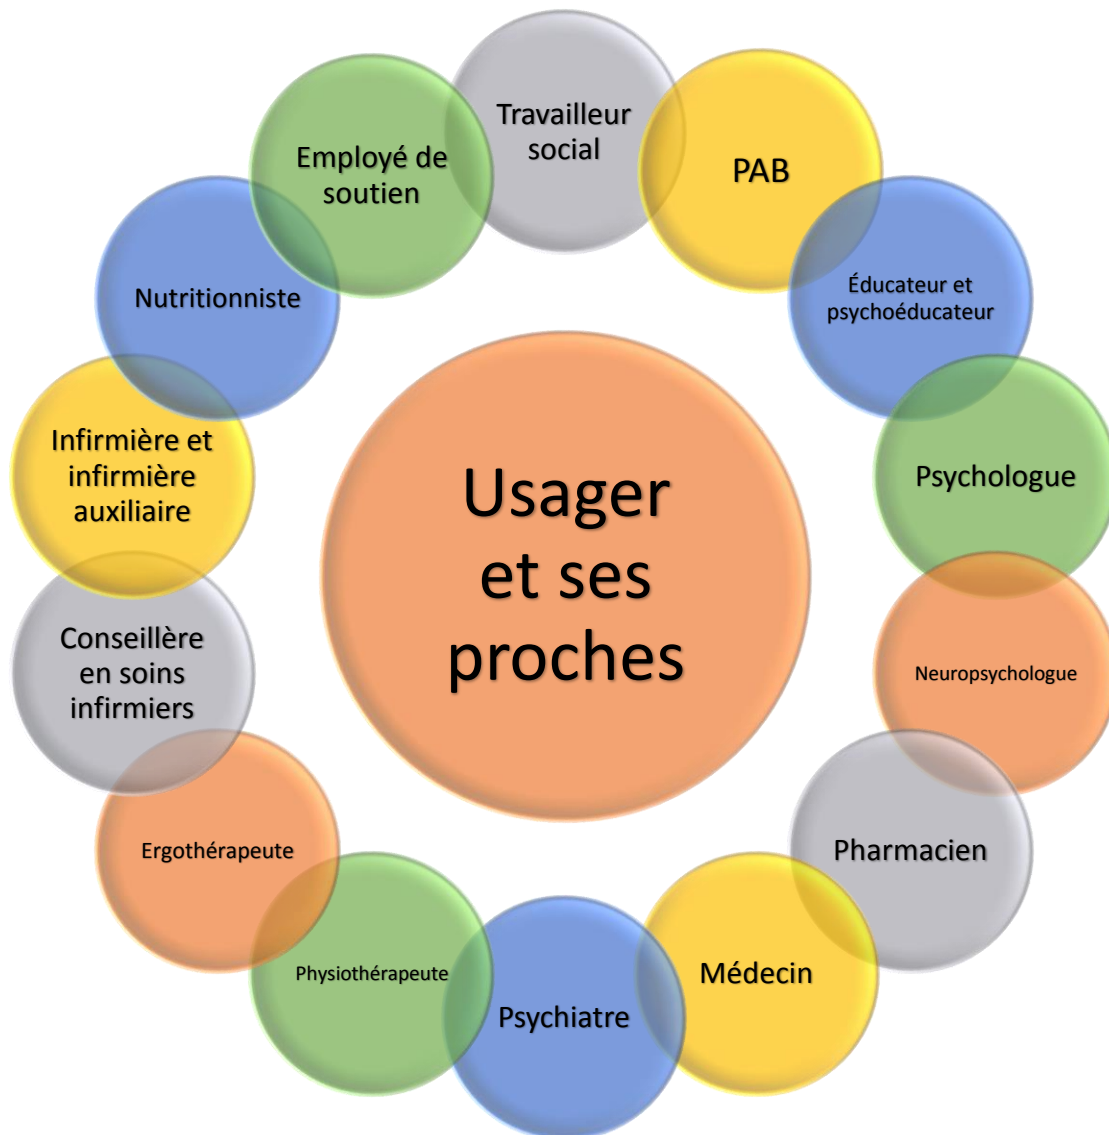 Travailleur
social
PAB
Éducateur et
psychoéducateur
Psychologue
Neuropsychologue
Pharmacien
Médecin
Psychiatre
Physiothérapeute
Ergothérapeute
Conseillère
en soins
infirmiers
Infirmière et
infirmière
auxiliaire
Nutritionniste
Employé de
soutien
Usager
et ses
proches